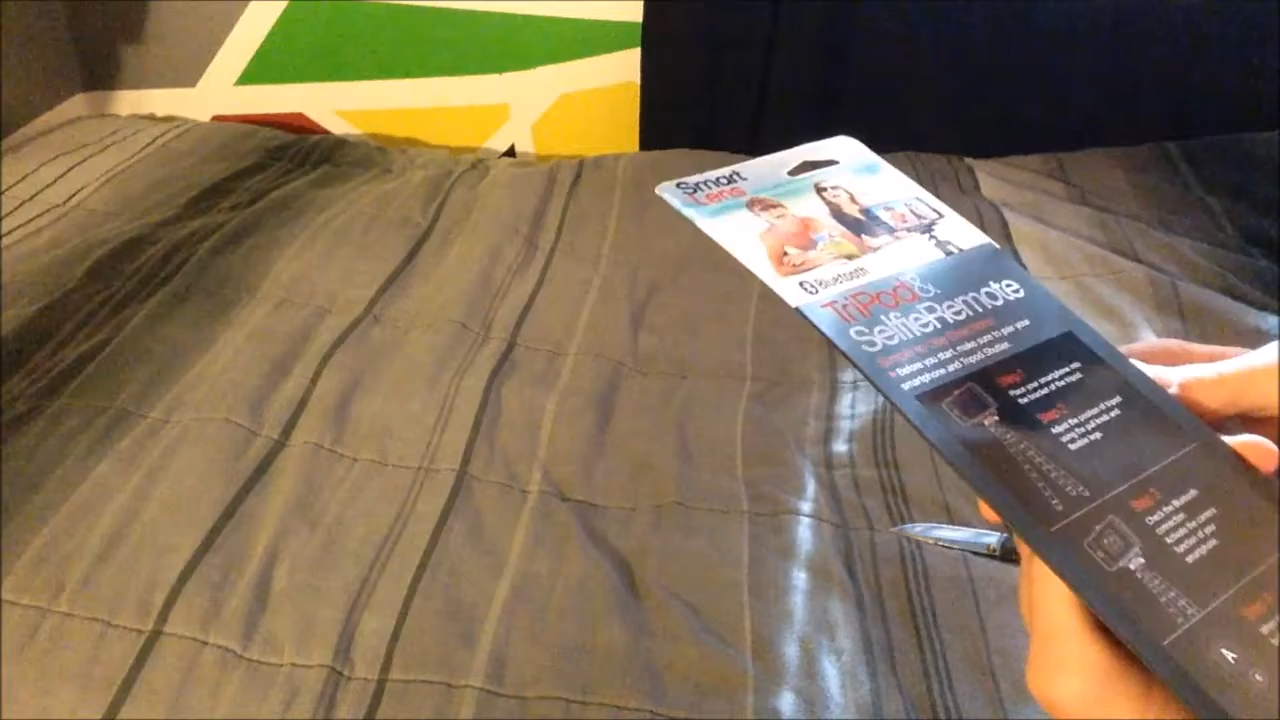 Smart
Lens
Bluetooth
TriPod &
SelfieRemote
Before you start, make sure to pair your
smartphone and Tripod Shutter.
Step. 1
Place your smartphone into
the bracket of the tripod.
Step. 2
Adjust the position of tripod
using the pull knob and
flexible legs.
Step. 3
Check the Bluetooth
connection.
Activate the camera
function of your
smartphone.
A